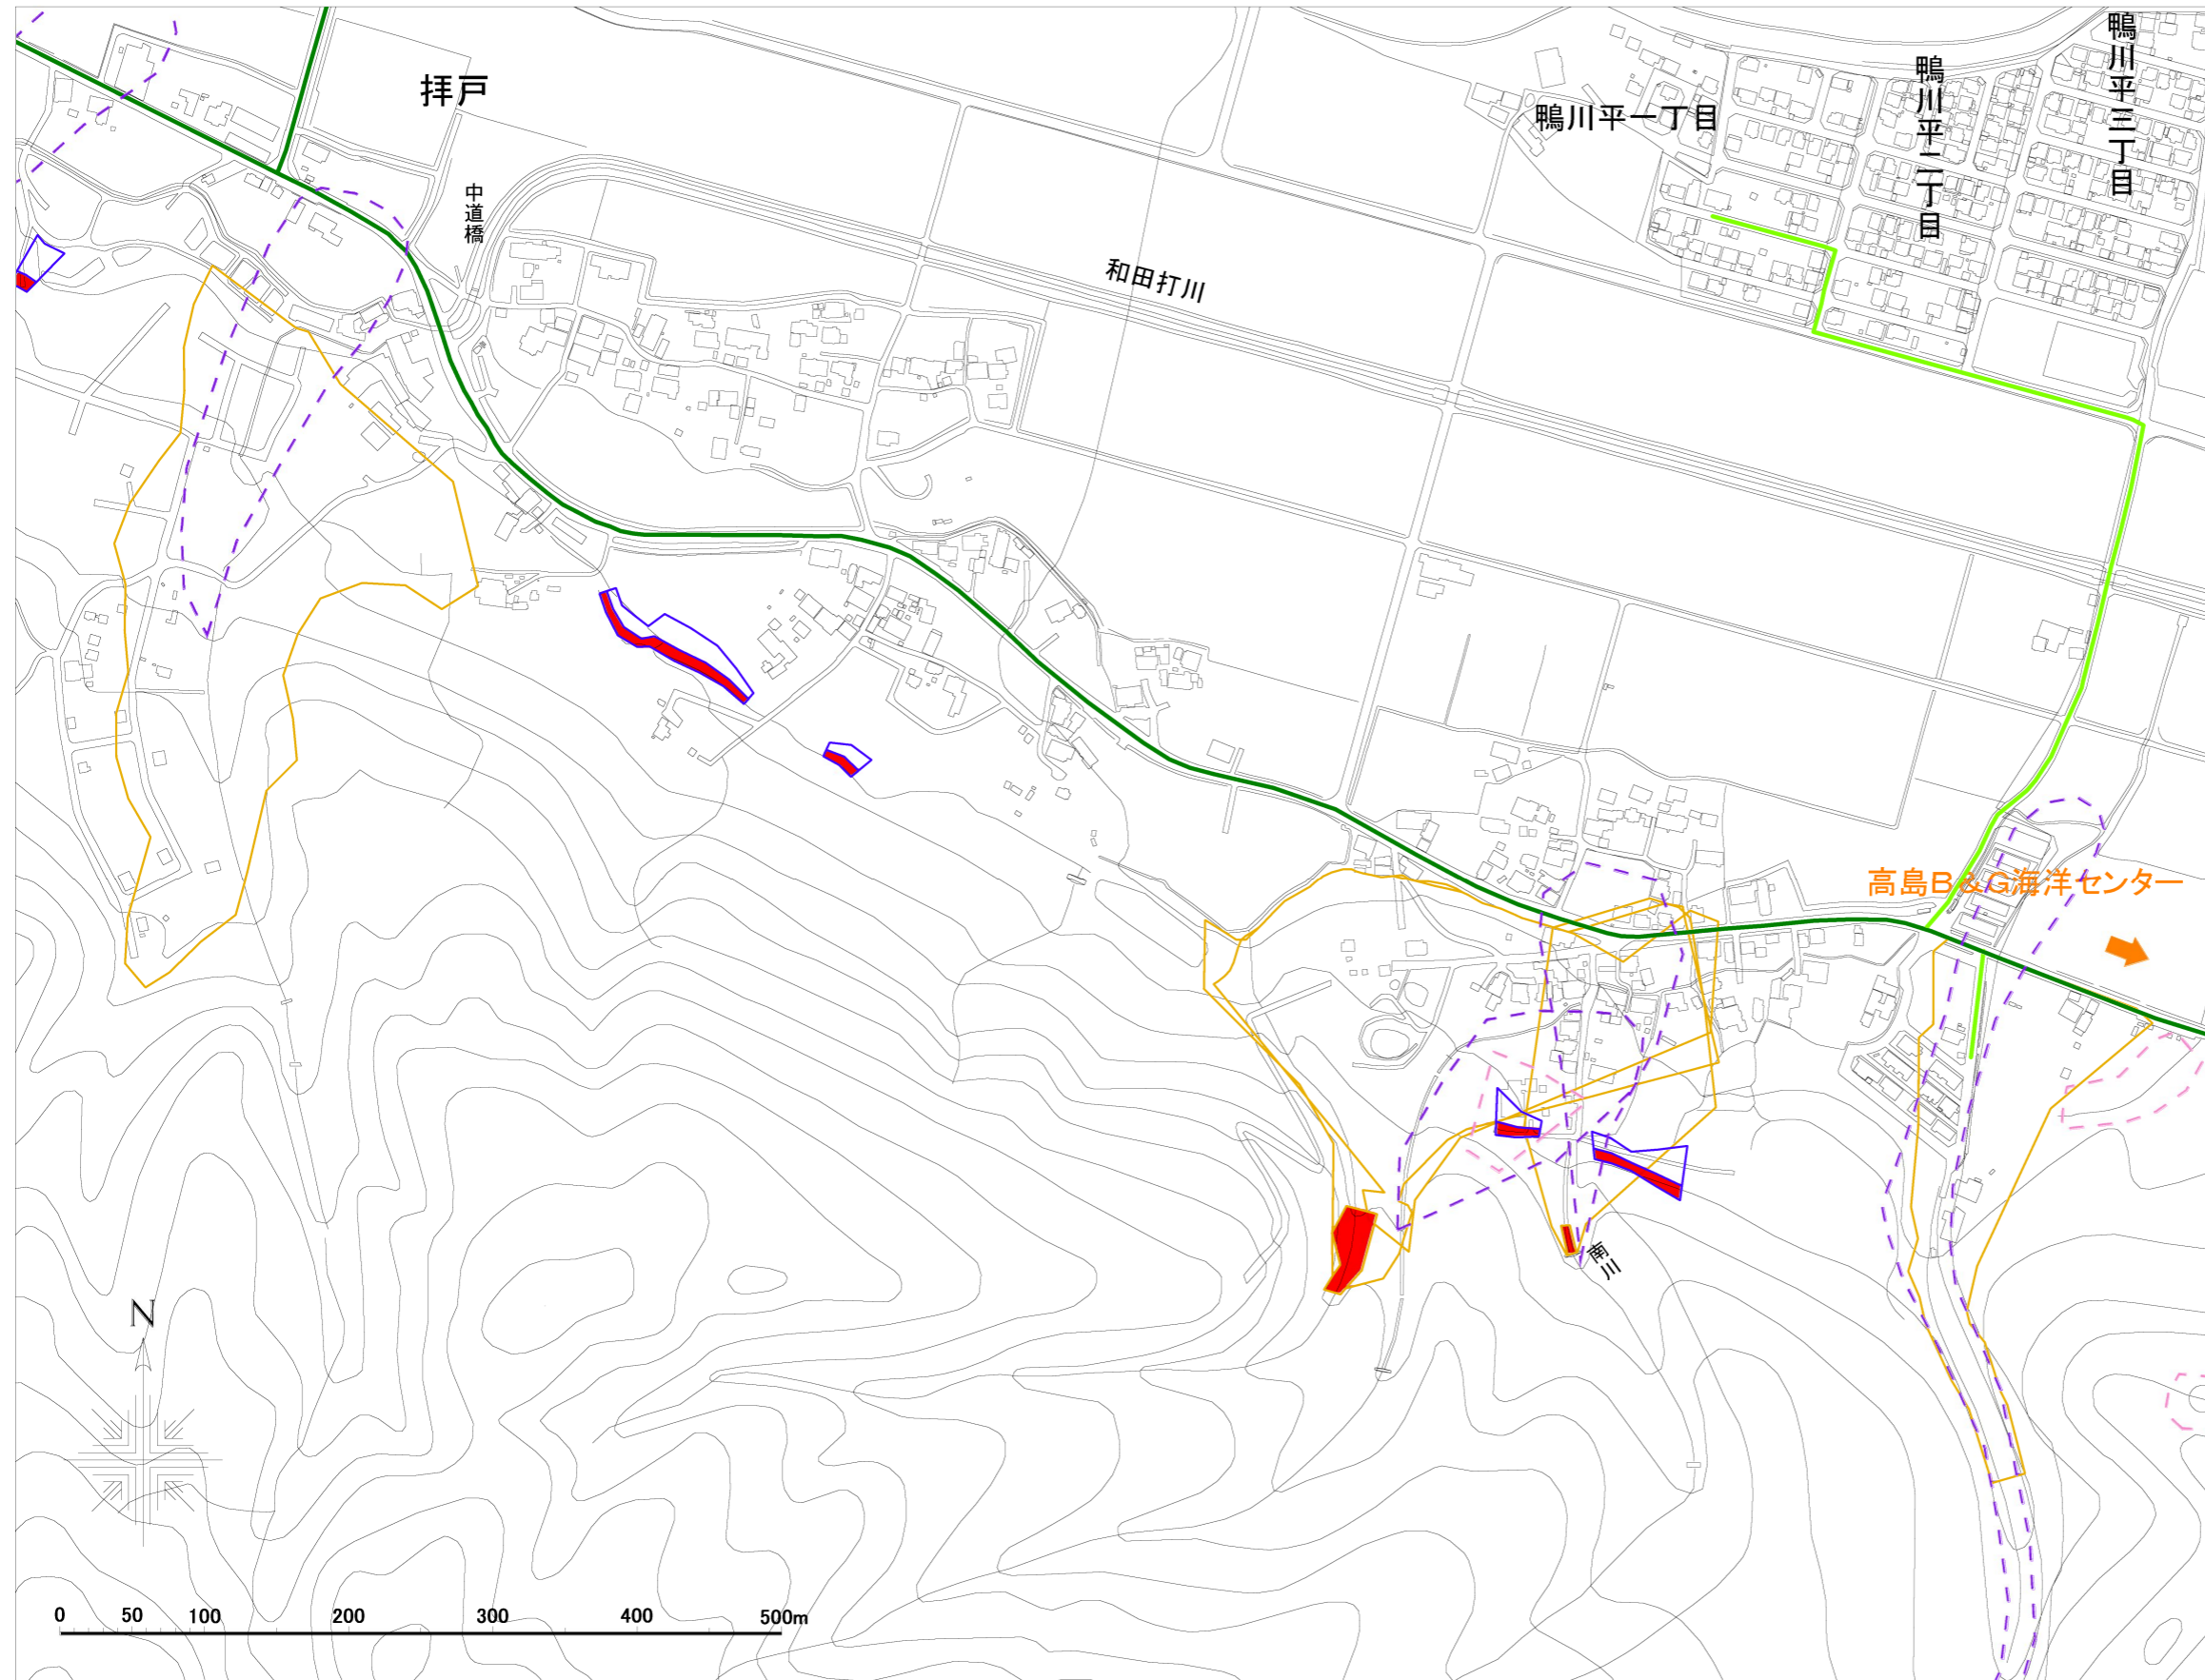 拝戸
鴨川平一丁目
鴨川平二丁目
鴨川平三丁目
中道橋
和田打川
高島B&G海洋センター
南川
N
0 50 100 200 300 400 500m